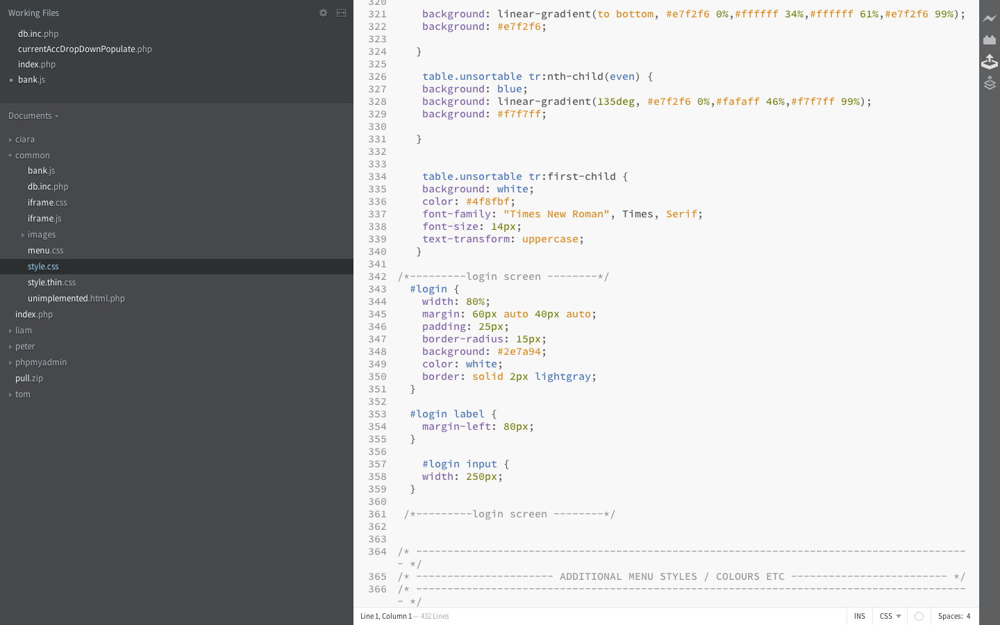 Working Files
db.inc.php
currentAccDropDownPopulate.php
index.php
bank.js
Documents
ciara
common
bank.js
db.inc.php
iframe.css
iframe.js
images
menu.css
style.css
style.thin.css
unimplemented.html.php
index.php
liam
peter
phpmyadmin
pull.zip
tom
320
321 background: linear-gradient(to bottom, #e7f2f6 0%,#ffffff 34%,#ffffff 61%,#e7f2f6 99%);
322 background: #e7f2f6;
323
324 }
325
326 table.unsortable tr:nth-child(even) {
327 background: blue;
328 background: linear-gradient(135deg, #e7f2f6 0%,#fafaff 46%,#f7f7ff 99%);
329 background: #f7f7ff;
330
331 }
332
333
334 table.unsortable tr:first-child {
335 background: white;
336 color: #4f8fbf;
337 font-family: "Times New Roman", Times, Serif;
338 font-size: 14px;
339 text-transform: uppercase;
340 }
341
342 /*---------login screen --------*/
343 #login {
344 width: 80%;
345 margin: 60px auto 40px auto;
346 padding: 25px;
347 border-radius: 15px;
348 background: #2e7a94;
349 color: white;
350 border: solid 2px lightgray;
351 }
352
353 #login label {
354 margin-left: 80px;
355 }
356
357 #login input {
358 width: 250px;
359 }
360
361 /*---------login screen --------*/
362
363
364 /* ----------------------------------------------------------------------------------------
- */
365 /* ---------------------- ADDITIONAL MENU STYLES / COLOURS ETC ------------------------- */
366 /* ----------------------------------------------------------------------------------------
- */
Line 1, Column 1 — 432 Lines
INS
CSS
Spaces: 4